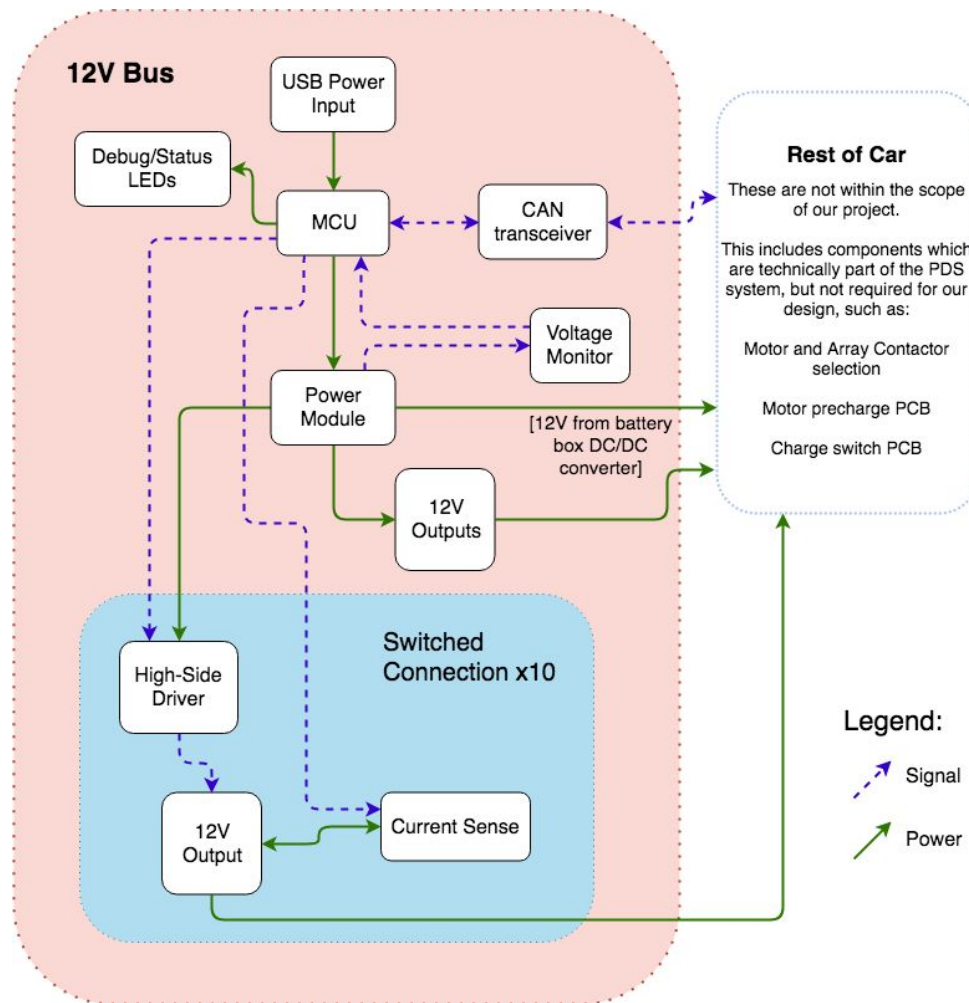 12V Bus
USB Power
Input
Debug/Status
LEDs
MCU
CAN
transceiver
Voltage
Monitor
Power
Module
[12V from battery
box DC/DC
converter]
12V
Outputs
Switched
Connection x10
High-Side
Driver
12V
Output
Current Sense
Rest of Car
These are not within the scope
of our project.
This includes components which
are technically part of the PDS
system, but not required for our
design, such as:
Motor and Array Contactor
selection
Motor precharge PCB
Charge switch PCB
Legend:
Signal
Power